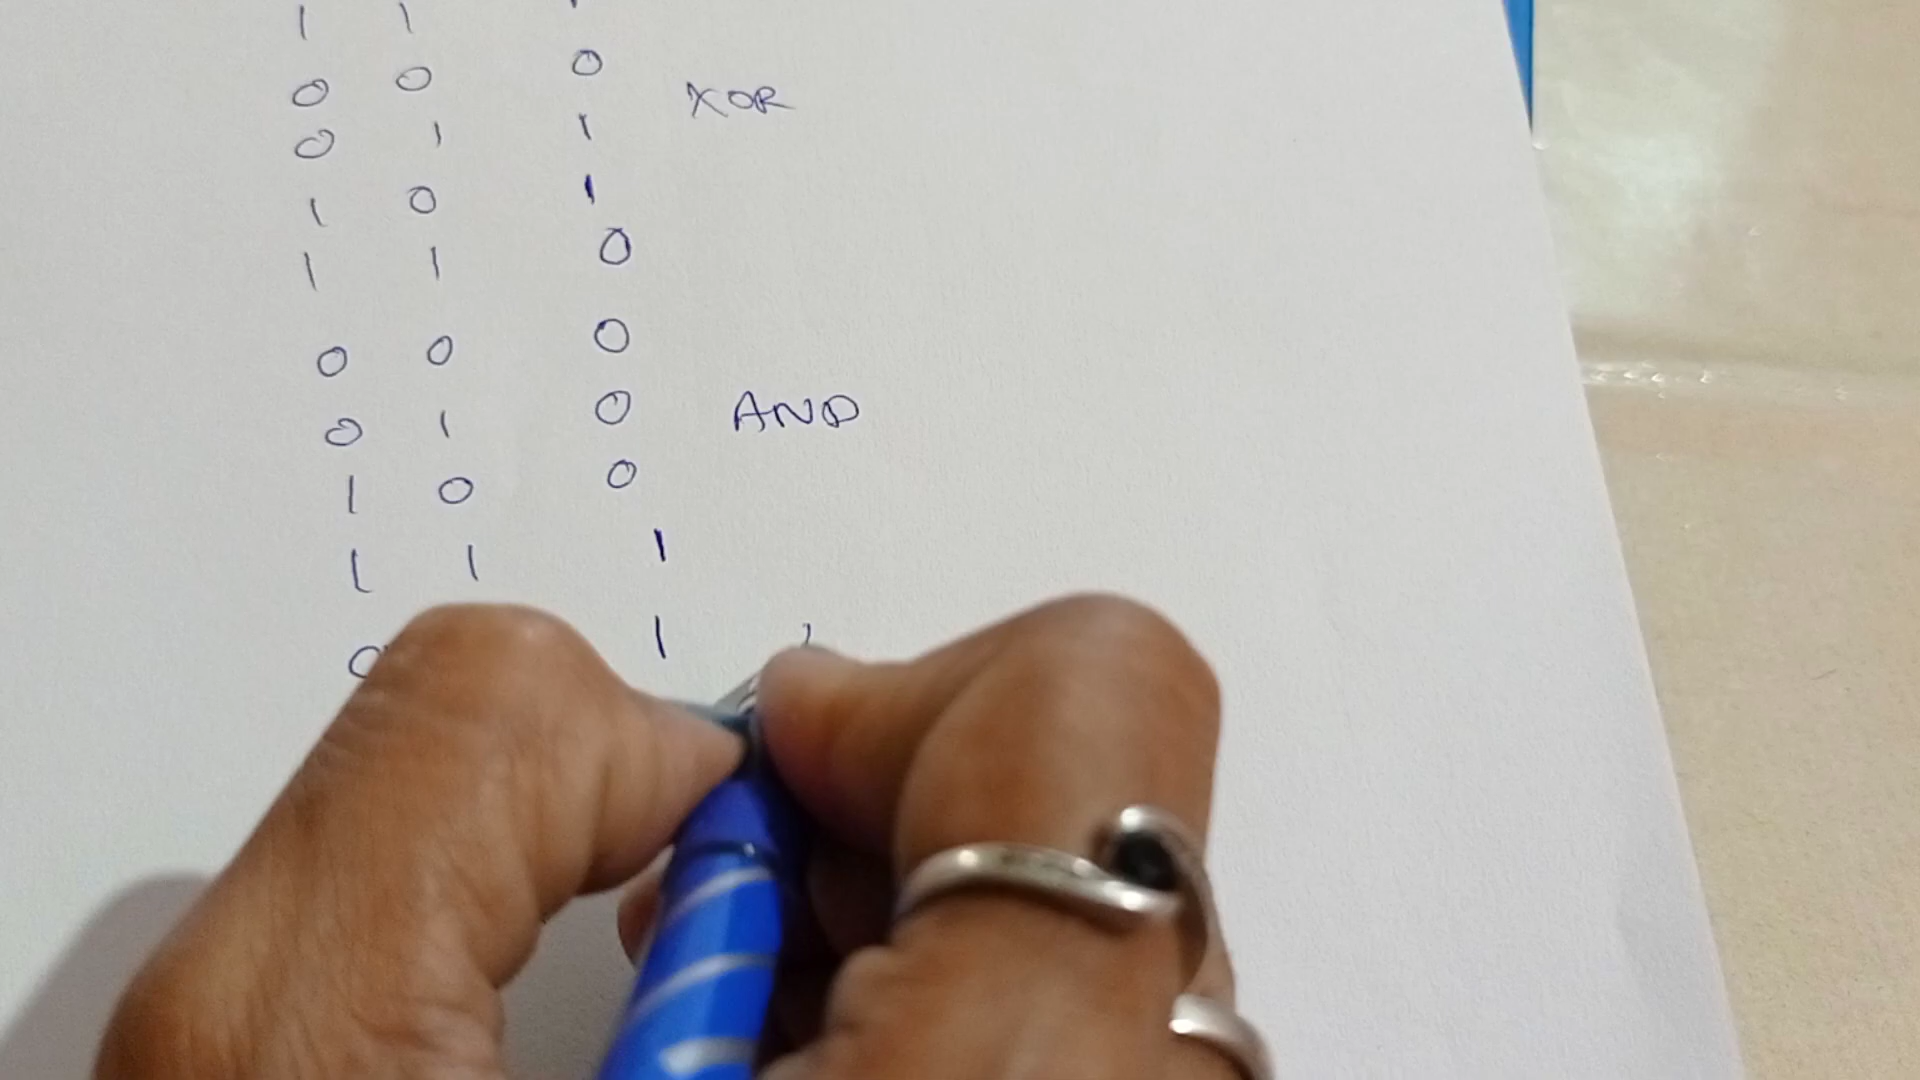 1 1
0 0 0
XOR
0 1 1
1 0 1
1 1 0
0 0 0
0 1 0 AND
1 0 0
1 1 1
0 1